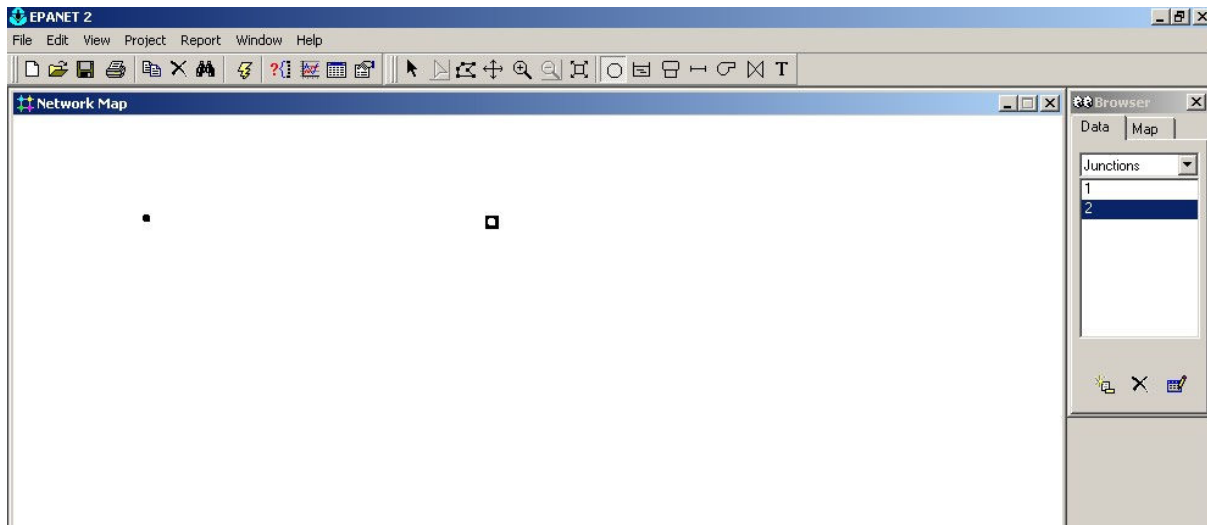 EPANET 2
File Edit View Project Report Window Help
T
Network Map
Browser
Data Map
Junctions
1
2